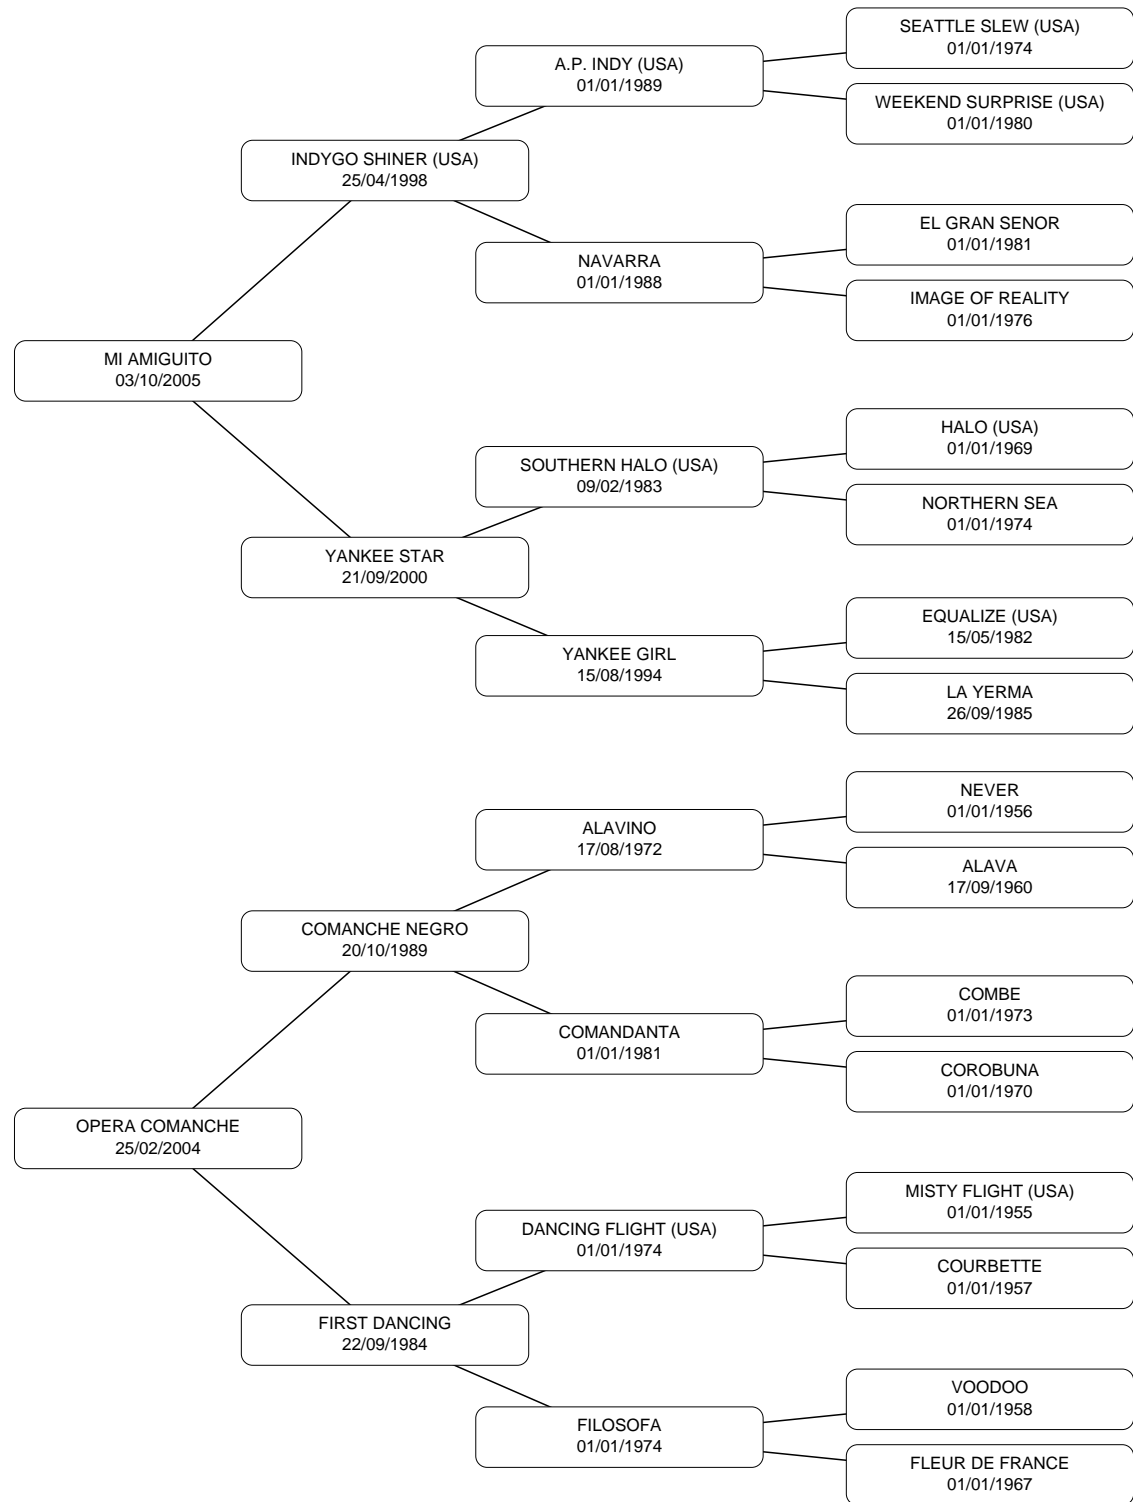 SEATTLE SLEW (USA)
01/01/1974
A.P. INDY (USA)
01/01/1989
WEEKEND SURPRISE (USA)
01/01/1980
INDYGO SHINER (USA)
25/04/1998
EL GRAN SENOR
01/01/1981
NAVARRA
01/01/1988
IMAGE OF REALITY
01/01/1976
MI AMIGUITO
03/10/2005
HALO (USA)
01/01/1969
SOUTHERN HALO (USA)
09/02/1983
NORTHERN SEA
01/01/1974
YANKEE STAR
21/09/2000
EQUALIZE (USA)
15/05/1982
YANKEE GIRL
15/08/1994
LA YERMA
26/09/1985
NEVER
01/01/1956
ALAVINO
17/08/1972
ALAVA
17/09/1960
COMANCHE NEGRO
20/10/1989
COMBE
01/01/1973
COMANDANTA
01/01/1981
COROBUNA
01/01/1970
OPERA COMANCHE
25/02/2004
MISTY FLIGHT (USA)
01/01/1955
DANCING FLIGHT (USA)
01/01/1974
COURBETTE
01/01/1957
FIRST DANCING
22/09/1984
VOODOO
01/01/1958
FILOSOFA
01/01/1974
FLEUR DE FRANCE
01/01/1967